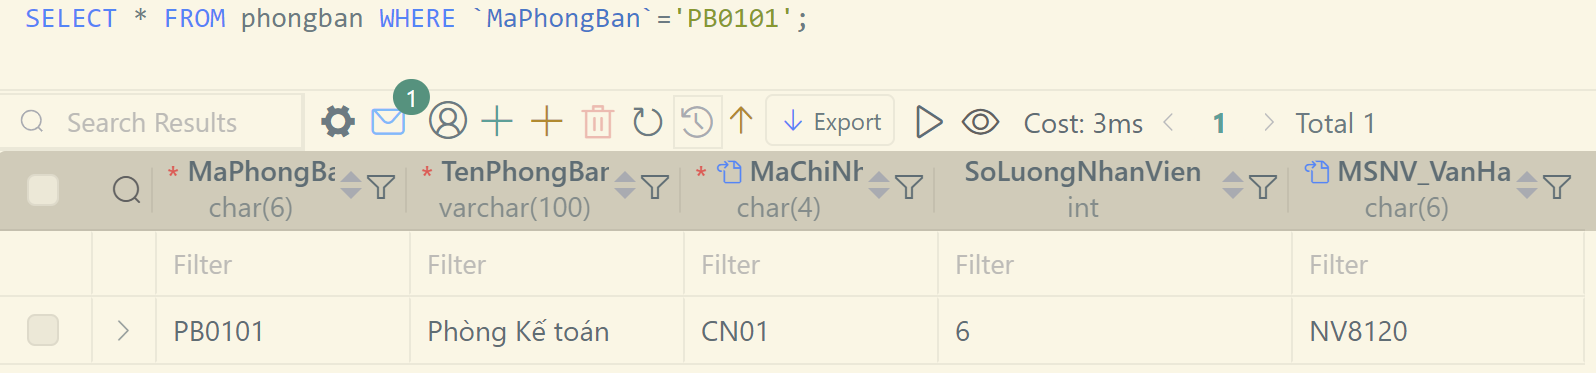 SELECT * FROM phongban WHERE `MaPhongBan`='PB0101';
1
Search Results Export Cost: 3ms 1 Total 1
* MaPhongBa * TenPhongBan * MaChiNh SoLuongNhanVien MSNV_VanHa
char(6) varchar(100) char(4) int char(6)
Filter Filter Filter Filter Filter
PB0101 Phòng Kế toán CN01 6 NV8120